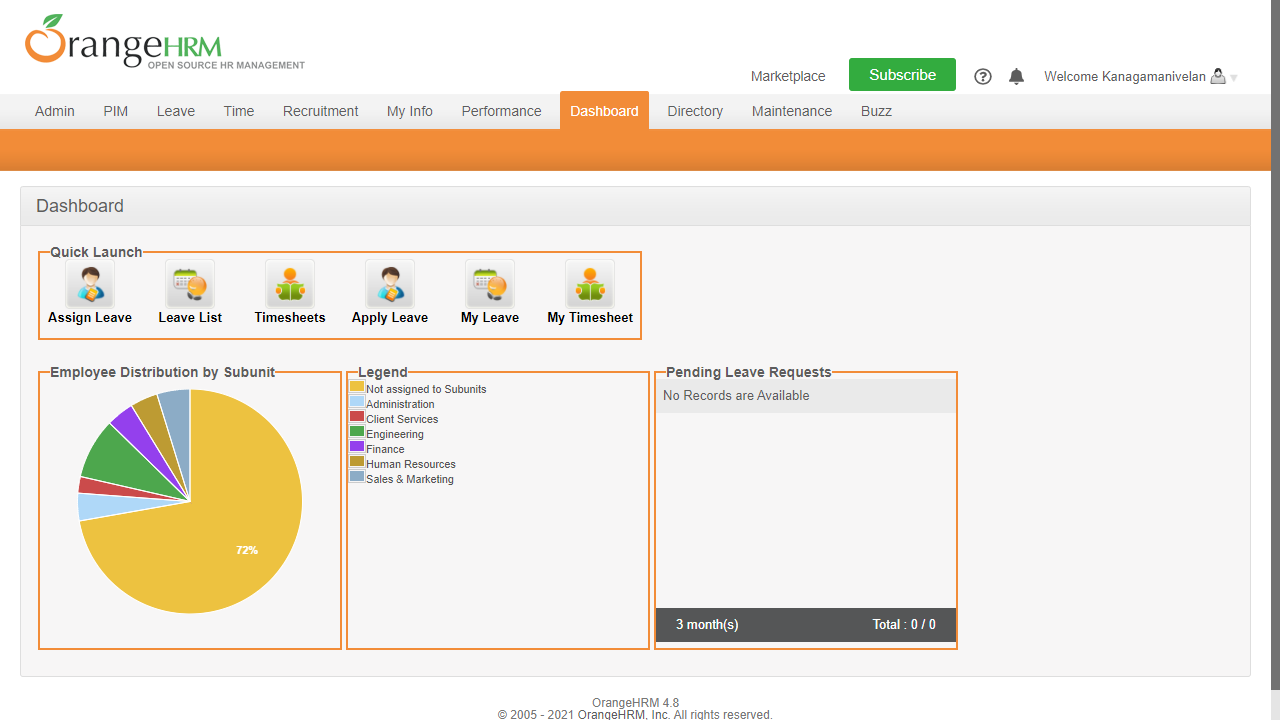 OrangeHRM
OPEN SOURCE HR MANAGEMENT
Marketplace Subscribe Welcome Kanagamanivelan
Admin PIM Leave Time Recruitment My Info Performance Dashboard Directory Maintenance Buzz
Dashboard
Quick Launch
Assign Leave Leave List Timesheets Apply Leave My Leave My Timesheet
Employee Distribution by Subunit
72%
Legend
Not assigned to Subunits
Administration
Client Services
Engineering
Finance
Human Resources
Sales & Marketing
Pending Leave Requests
No Records are Available
3 month(s) Total : 0 / 0
OrangeHRM 4.8
© 2005 - 2021 OrangeHRM, Inc. All rights reserved.